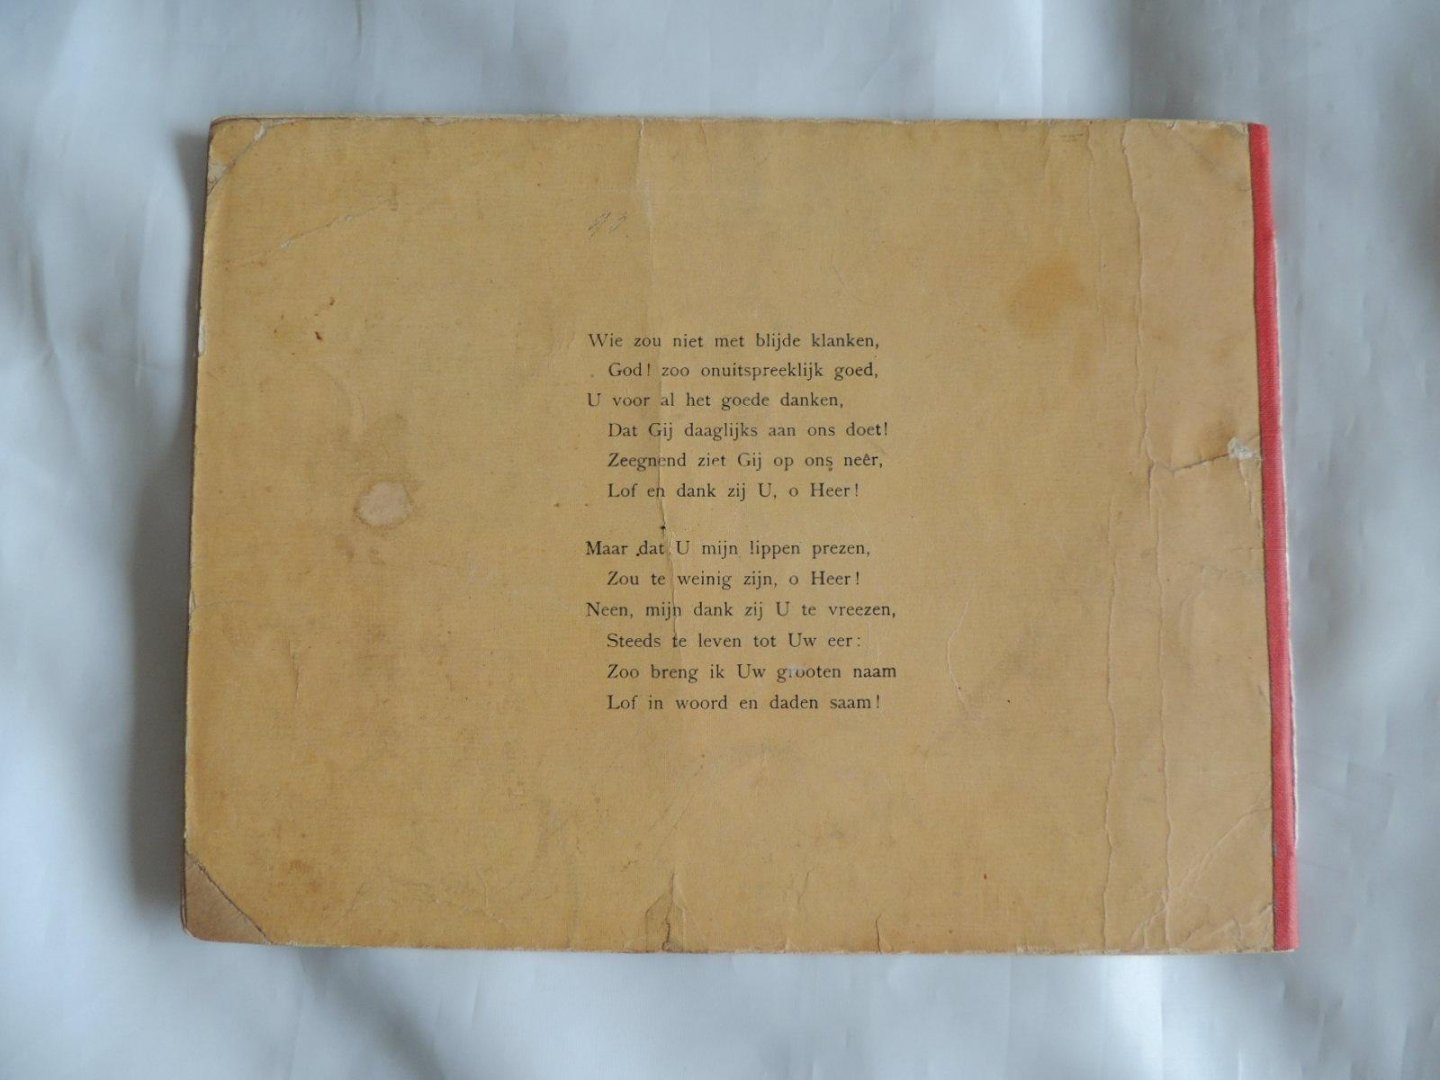 Wie zou niet met blijde klanken,
God! zoo onuitspreeklijk goed,
U voor al het goede danken,
Dat Gij daaglijks aan ons doet!
Zeegnend ziet Gij op ons neêr,
Lof en dank zij U, o Heer!
Maar dat U mijn lippen prezen,
Zou te weinig zijn, o Heer!
Neen, mijn dank zij U te vreezen,
Steeds te leven tot Uw eer:
Zoo breng ik Uw grooten naam
Lof in woord en daden saam!